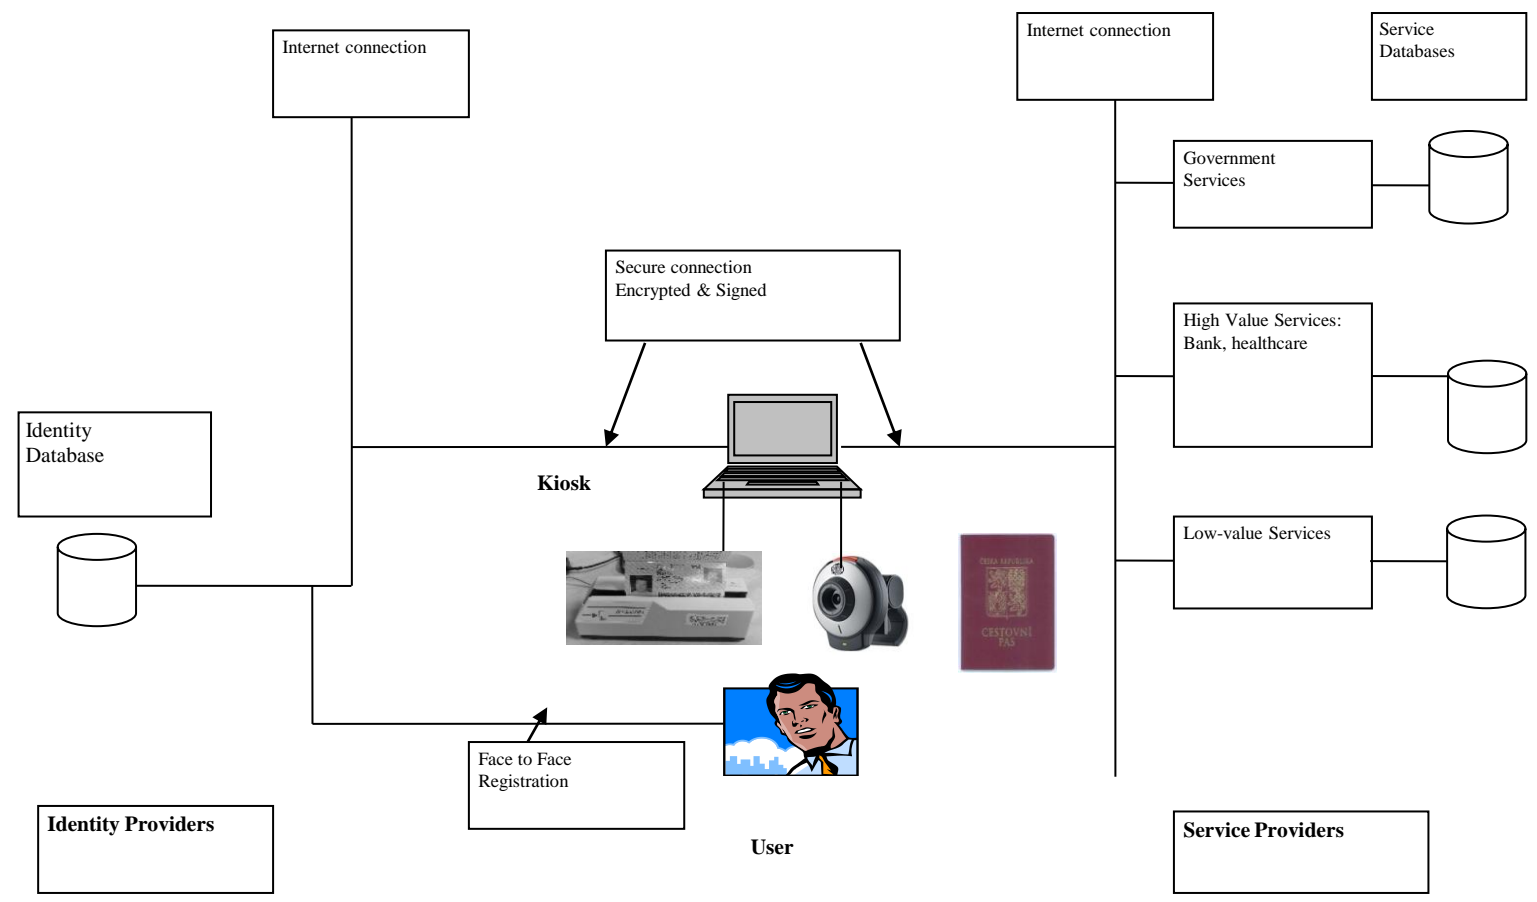 Internet connection
Internet connection
Service
Databases
Government
Services
Secure connection
Encrypted & Signed
High Value Services:
Bank, healthcare
Identity
Database
Kiosk
Low-value Services
ČESKÁ REPUBLIKA
CESTOVNÍ
PAS
Face to Face
Registration
Identity Providers
User
Service Providers